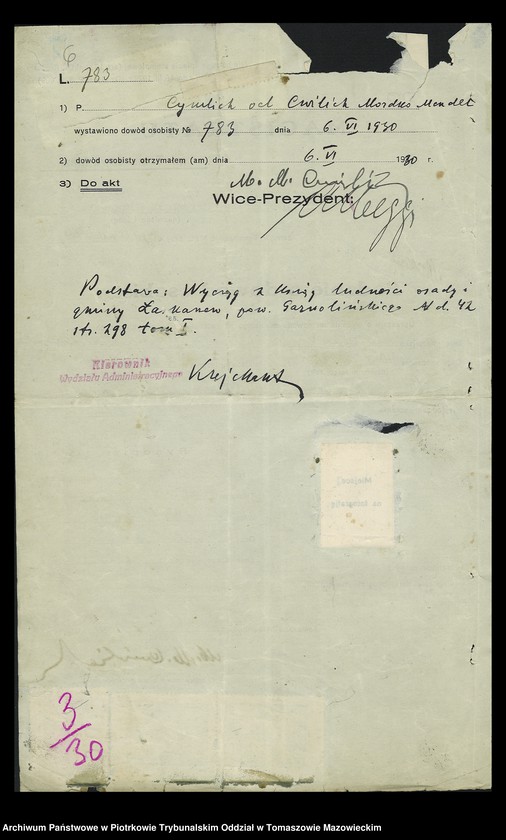 6
L. 783
1) P. Cynlich vel Cwilich Mordko Mendel
wystawiono dowód osobisty № 783 dnia 6. VI 1930
2) dowód osobisty otrzymałem (am) dnia 6. VI 1930 r.
3) Do akt
M. M. Cwilich
Wice-Prezydent:
Podstawa: Wyciąg z Ksiąg ludności osady i
gminy Łaskarzew, pow. Garwolińskiego N d. 42
str. 298 tom I.
Kierownik
Wydziału Administracyjnego
3/30
Archiwum Państwowe w Piotrkowie Trybunalskim Oddział w Tomaszowie Mazowieckim